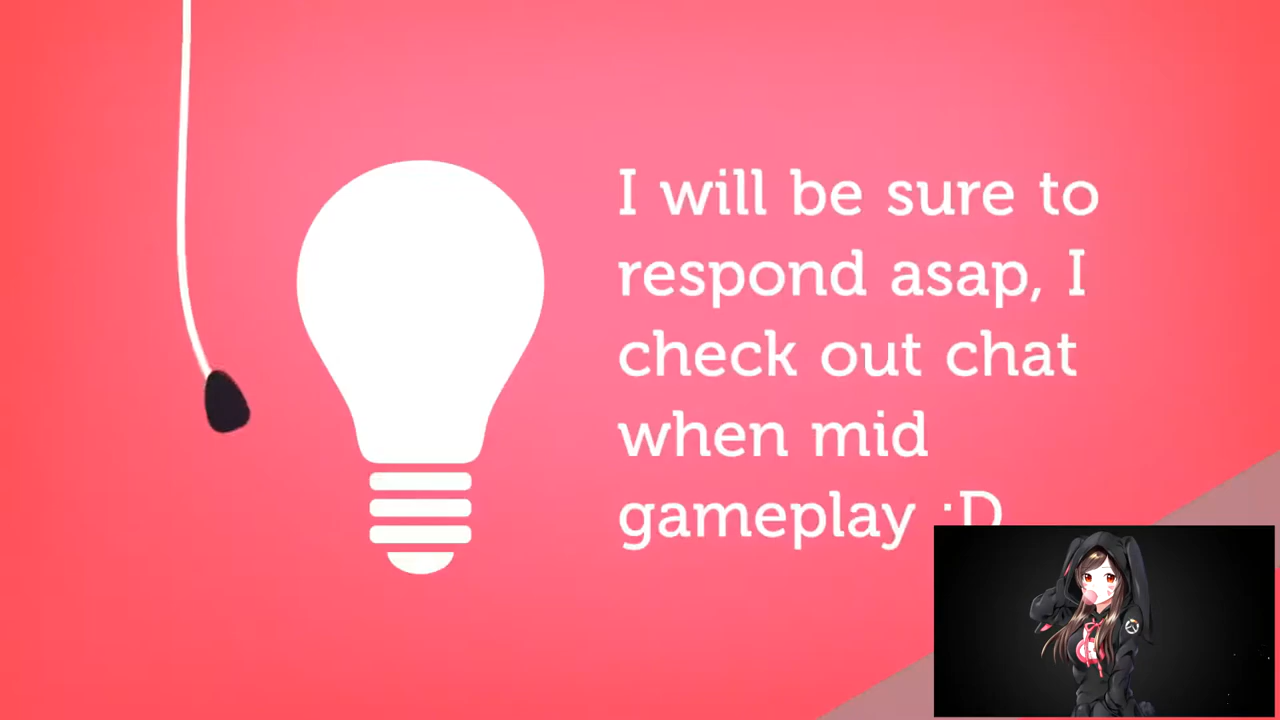 I will be sure to
respond asap, I
check out chat
when mid
gameplay :D